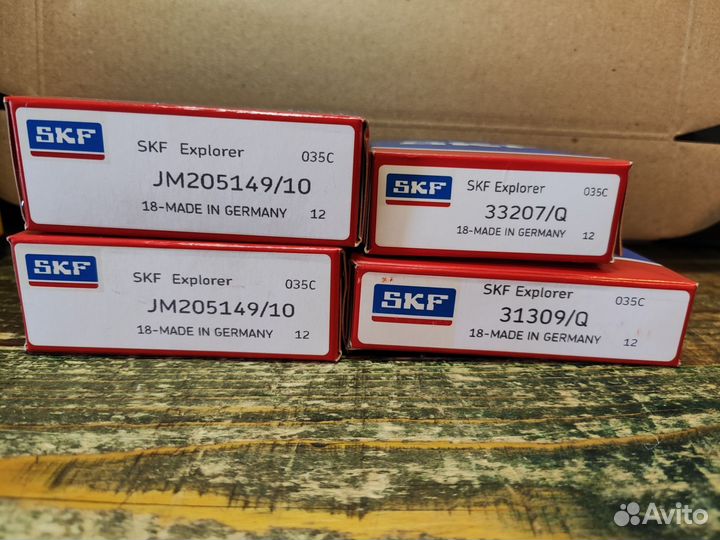 SKF
SKF Explorer 035C
JM205149/10
18-MADE IN GERMANY 12
SKF
SKF Explorer 035C
33207/Q
18-MADE IN GERMANY 12
SKF
SKF Explorer 035C
JM205149/10
18-MADE IN GERMANY 12
SKF
SKF Explorer 035C
31309/Q
18-MADE IN GERMANY 12
Avito